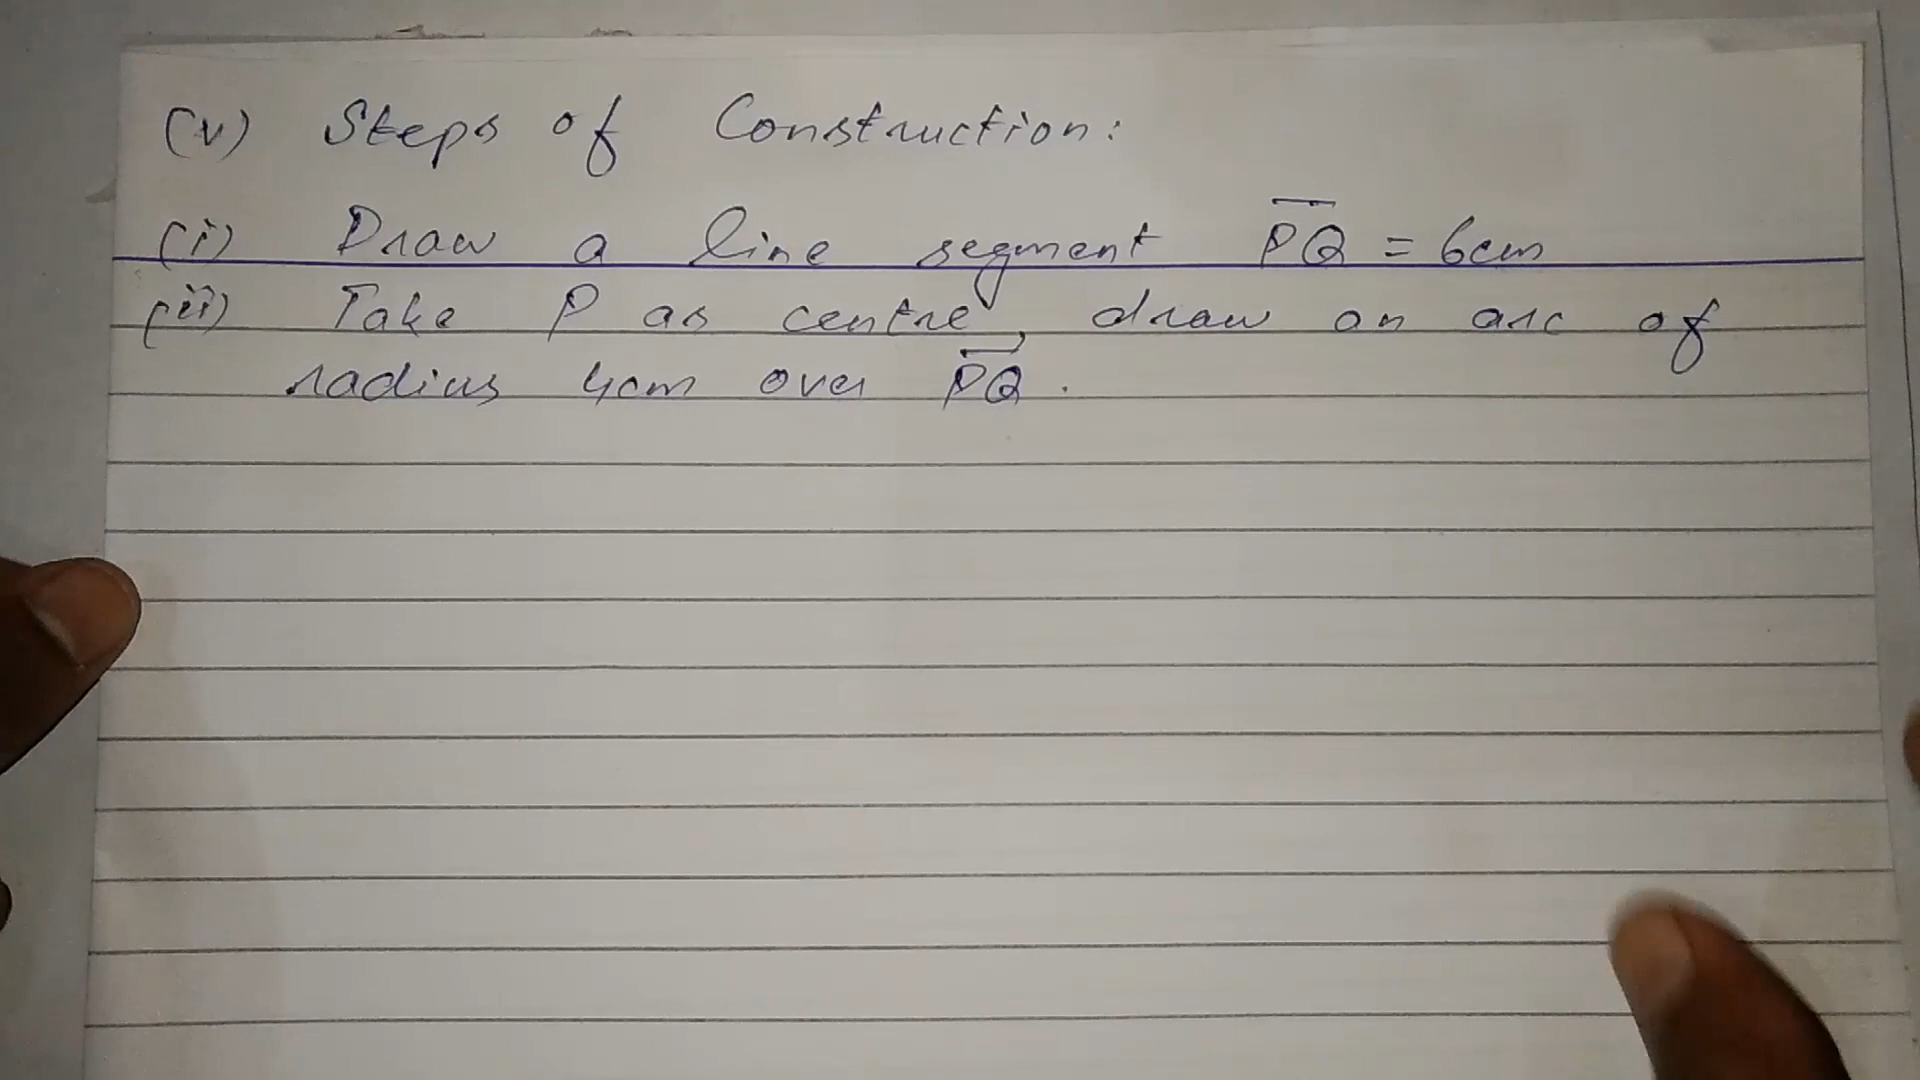 (v) Steps of Construction:
(i) Draw a line segment P̅Q̅ = 6cm
(ii) Take P as centre, draw an arc of
radius 4cm over P̅Q̅.